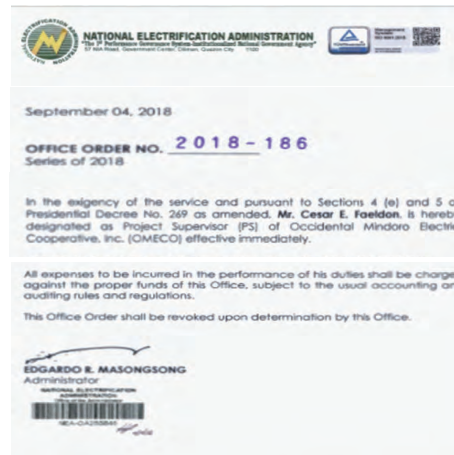 NATIONAL ELECTRIFICATION ADMINISTRATION
"The 1st Performance Governance System-Institutionalized National Government Agency"
57 NIA Road, Government Center, Diliman, Quezon City 1100
September 04, 2018
OFFICE ORDER NO. 2018-186
Series of 2018
In the exigency of the service and pursuant to Sections 4 (e) and 5 o
Presidential Decree No. 269 as amended, Mr. Cesar E. Faeldon, is hereb
designated as Project Supervisor (PS) of Occidental Mindoro Electric
Cooperative, Inc. (OMECO) effective immediately.
All expenses to be incurred in the performance of his duties shall be charge
against the proper funds of this Office, subject to the usual accounting an
auditing rules and regulations.
This Office Order shall be revoked upon determination by this Office.
EDGARDO R. MASONGSONG
Administrator
NATIONAL ELECTRIFICATION
ADMINISTRATION
Office of the Administrator